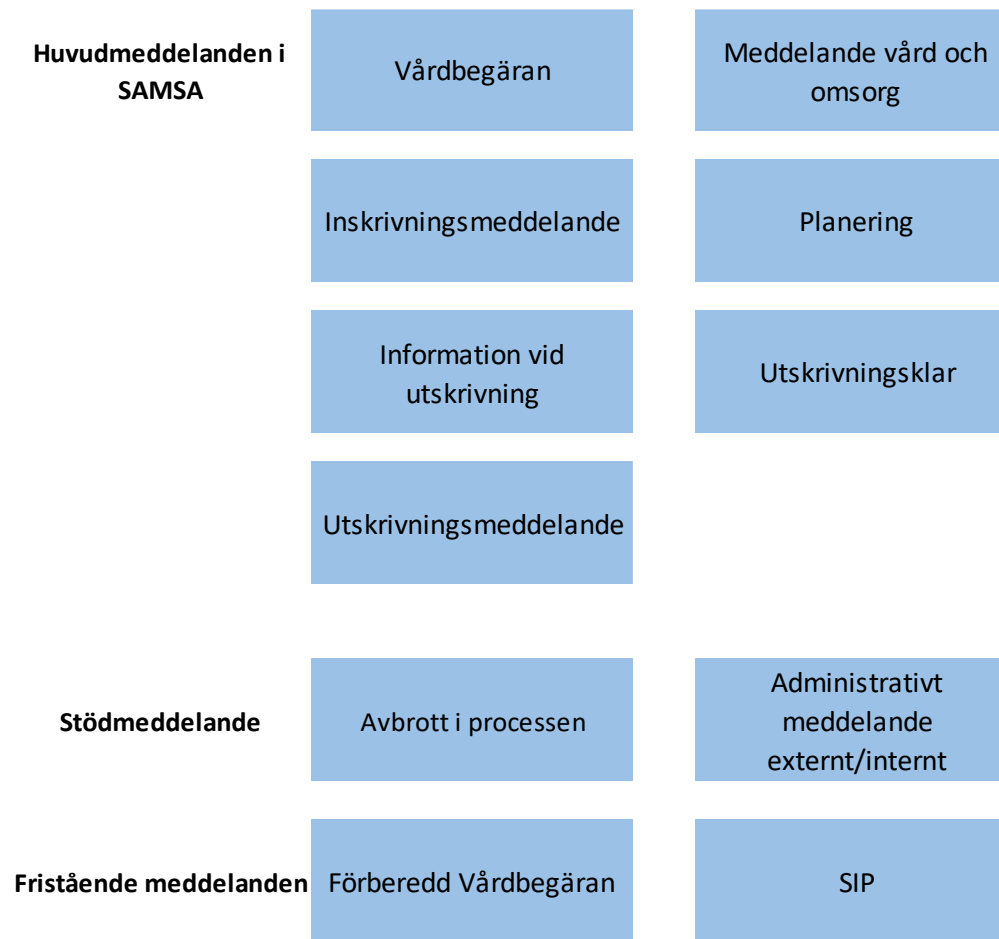 Huvudmeddelanden i
SAMSA
Vårdbegäran
Meddelande vård och
omsorg
Inskrivningsmeddelande
Planering
Information vid
utskrivning
Utskrivningsklar
Utskrivningsmeddelande
Stödmeddelande
Avbrott i processen
Administrativt
meddelande
externt/internt
Fristående meddelanden
Förberedd Vårdbegäran
SIP